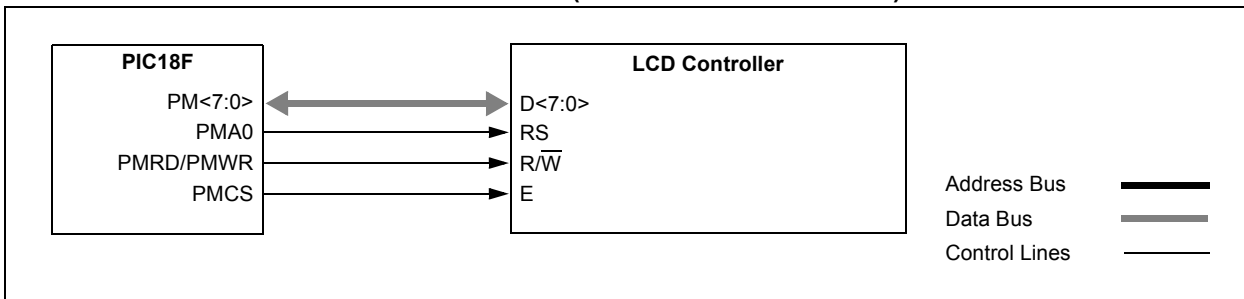 PIC18F
LCD Controller
PM<7:0>
D<7:0>
PMA0
RS
PMRD/PMWR
R/W̅
PMCS
E
Address Bus
Data Bus
Control Lines